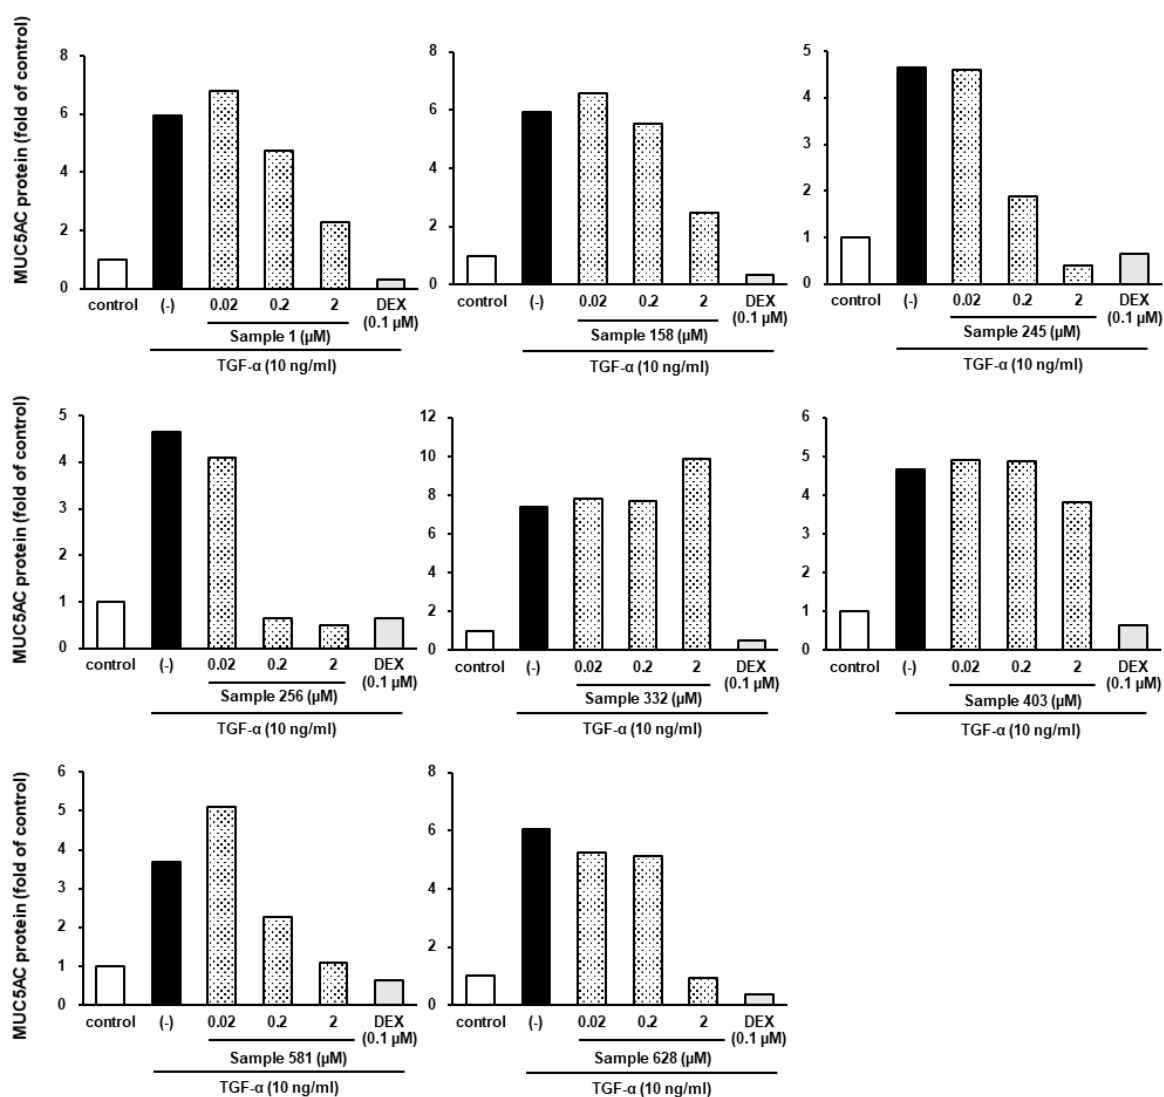 MUC5AC protein (fold of control)
8
6
4
2
0
control (-) 0.02 0.2 2 DEX
(0.1 µM)
Sample 1 (µM)
TGF-α (10 ng/ml)
8
6
4
2
0
control (-) 0.02 0.2 2 DEX
(0.1 µM)
Sample 158 (µM)
TGF-α (10 ng/ml)
5
4
3
2
1
0
control (-) 0.02 0.2 2 DEX
(0.1 µM)
Sample 245 (µM)
TGF-α (10 ng/ml)
MUC5AC protein (fold of control)
5
4
3
2
1
0
control (-) 0.02 0.2 2 DEX
(0.1 µM)
Sample 256 (µM)
TGF-α (10 ng/ml)
12
10
8
6
4
2
0
control (-) 0.02 0.2 2 DEX
(0.1 µM)
Sample 332 (µM)
TGF-α (10 ng/ml)
6
5
4
3
2
1
0
control (-) 0.02 0.2 2 DEX
(0.1 µM)
Sample 403 (µM)
TGF-α (10 ng/ml)
MUC5AC protein (fold of control)
6
5
4
3
2
1
0
control (-) 0.02 0.2 2 DEX
(0.1 µM)
Sample 581 (µM)
TGF-α (10 ng/ml)
8
6
4
2
0
control (-) 0.02 0.2 2 DEX
(0.1 µM)
Sample 628 (µM)
TGF-α (10 ng/ml)